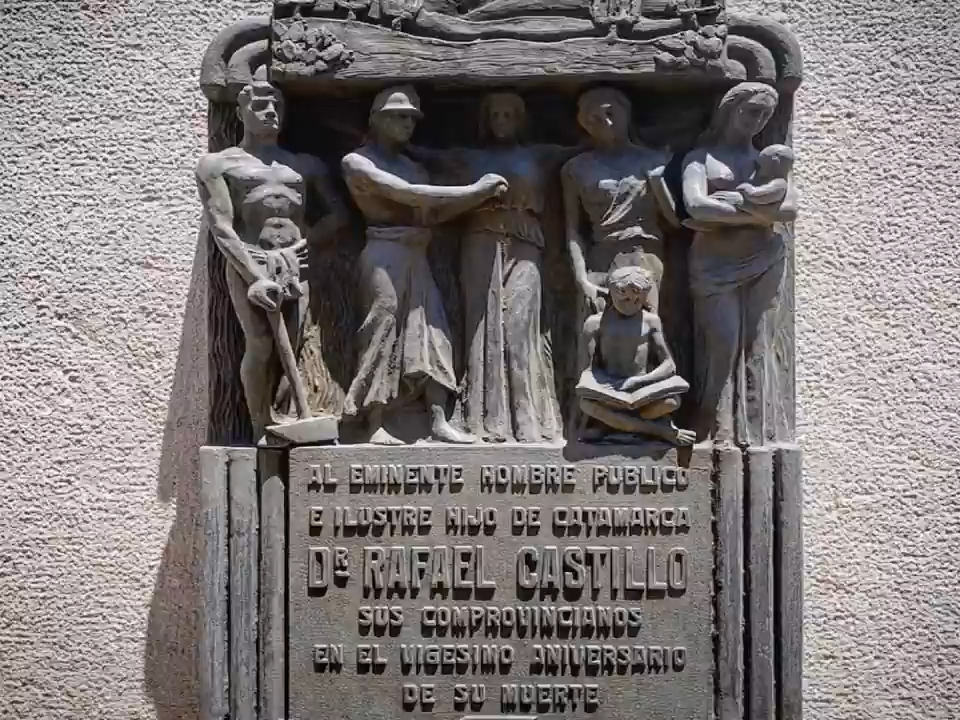 AL EMINENTE HOMBRE PUBLICO
E ILUSTRE HIJO DE CATAMARCA
DR RAFAEL CASTILLO
SUS COMPROVINCIANOS
EN EL VIGESIMO ANIVERSARIO
DE SU MUERTE